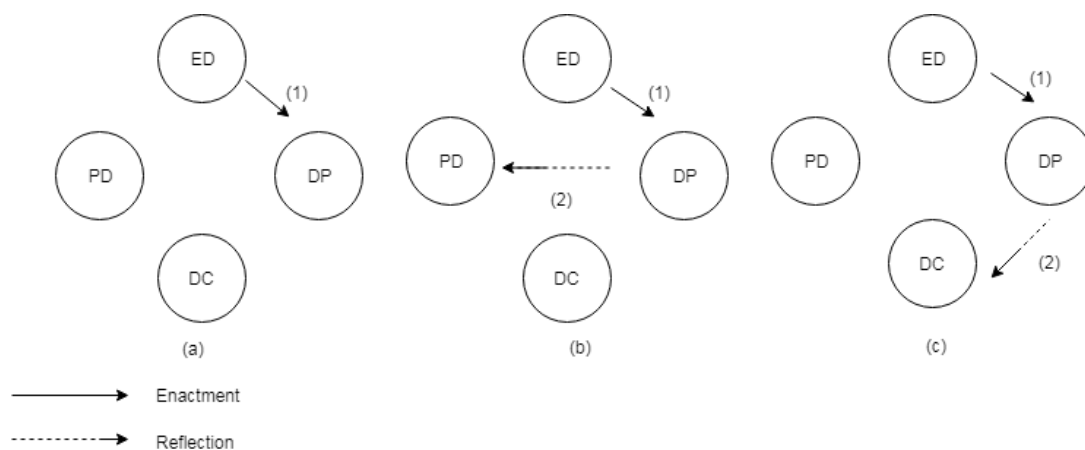 ED
(1)
PD
DP
DC
(a)
ED
(1)
PD
DP
(2)
DC
(b)
ED
(1)
PD
DP
DC
(2)
(c)
Enactment
Reflection